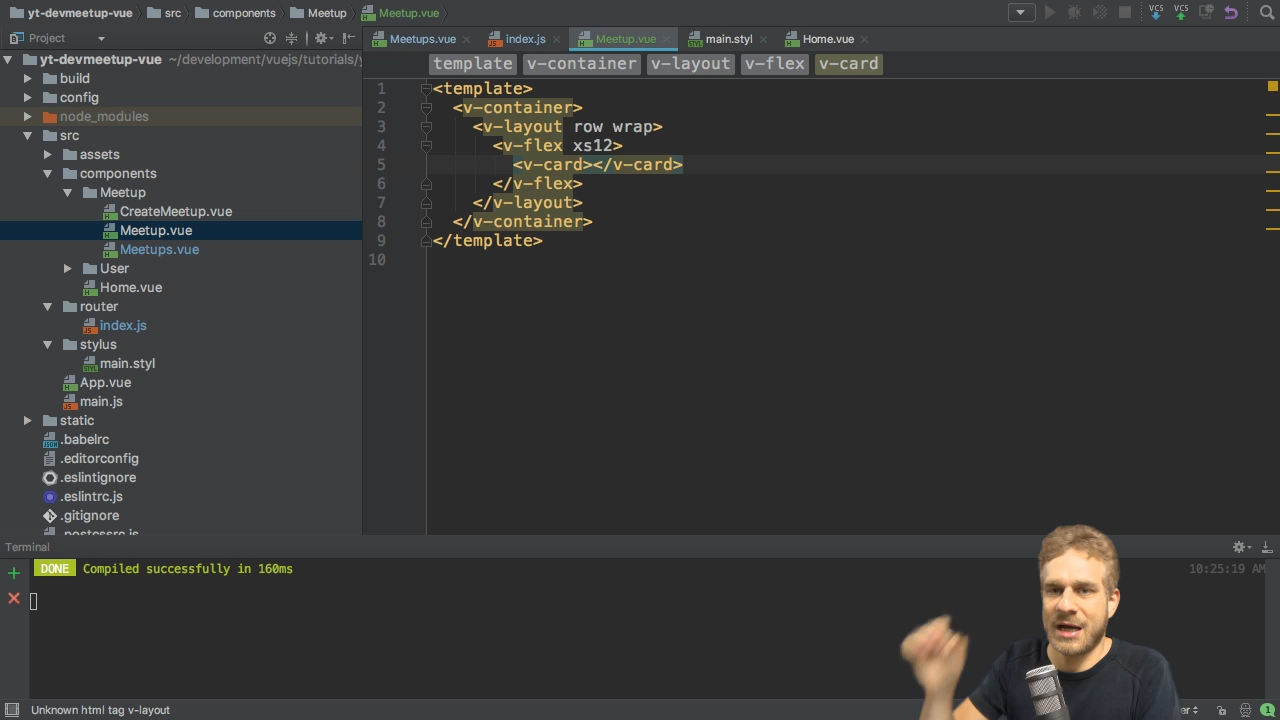 yt-devmeetup-vue src components Meetup Meetup.vue
VCS VCS
Project
Meetups.vue index.js Meetup.vue main.styl Home.vue
yt-devmeetup-vue ~/development/vuejs/tutorials/y
build
config
node_modules
src
assets
components
Meetup
CreateMeetup.vue
Meetup.vue
Meetups.vue
User
Home.vue
router
index.js
stylus
main.styl
App.vue
main.js
static
.babelrc
.editorconfig
.eslintignore
.eslintrc.js
.gitignore
.postcssrc.js
template v-container v-layout v-flex v-card
1 <template>
2 <v-container>
3 <v-layout row wrap>
4 <v-flex xs12>
5 <v-card></v-card>
6 </v-flex>
7 </v-layout>
8 </v-container>
9 </template>
10
Terminal
DONE Compiled successfully in 160ms 10:25:19 AM
Unknown html tag v-layout
1